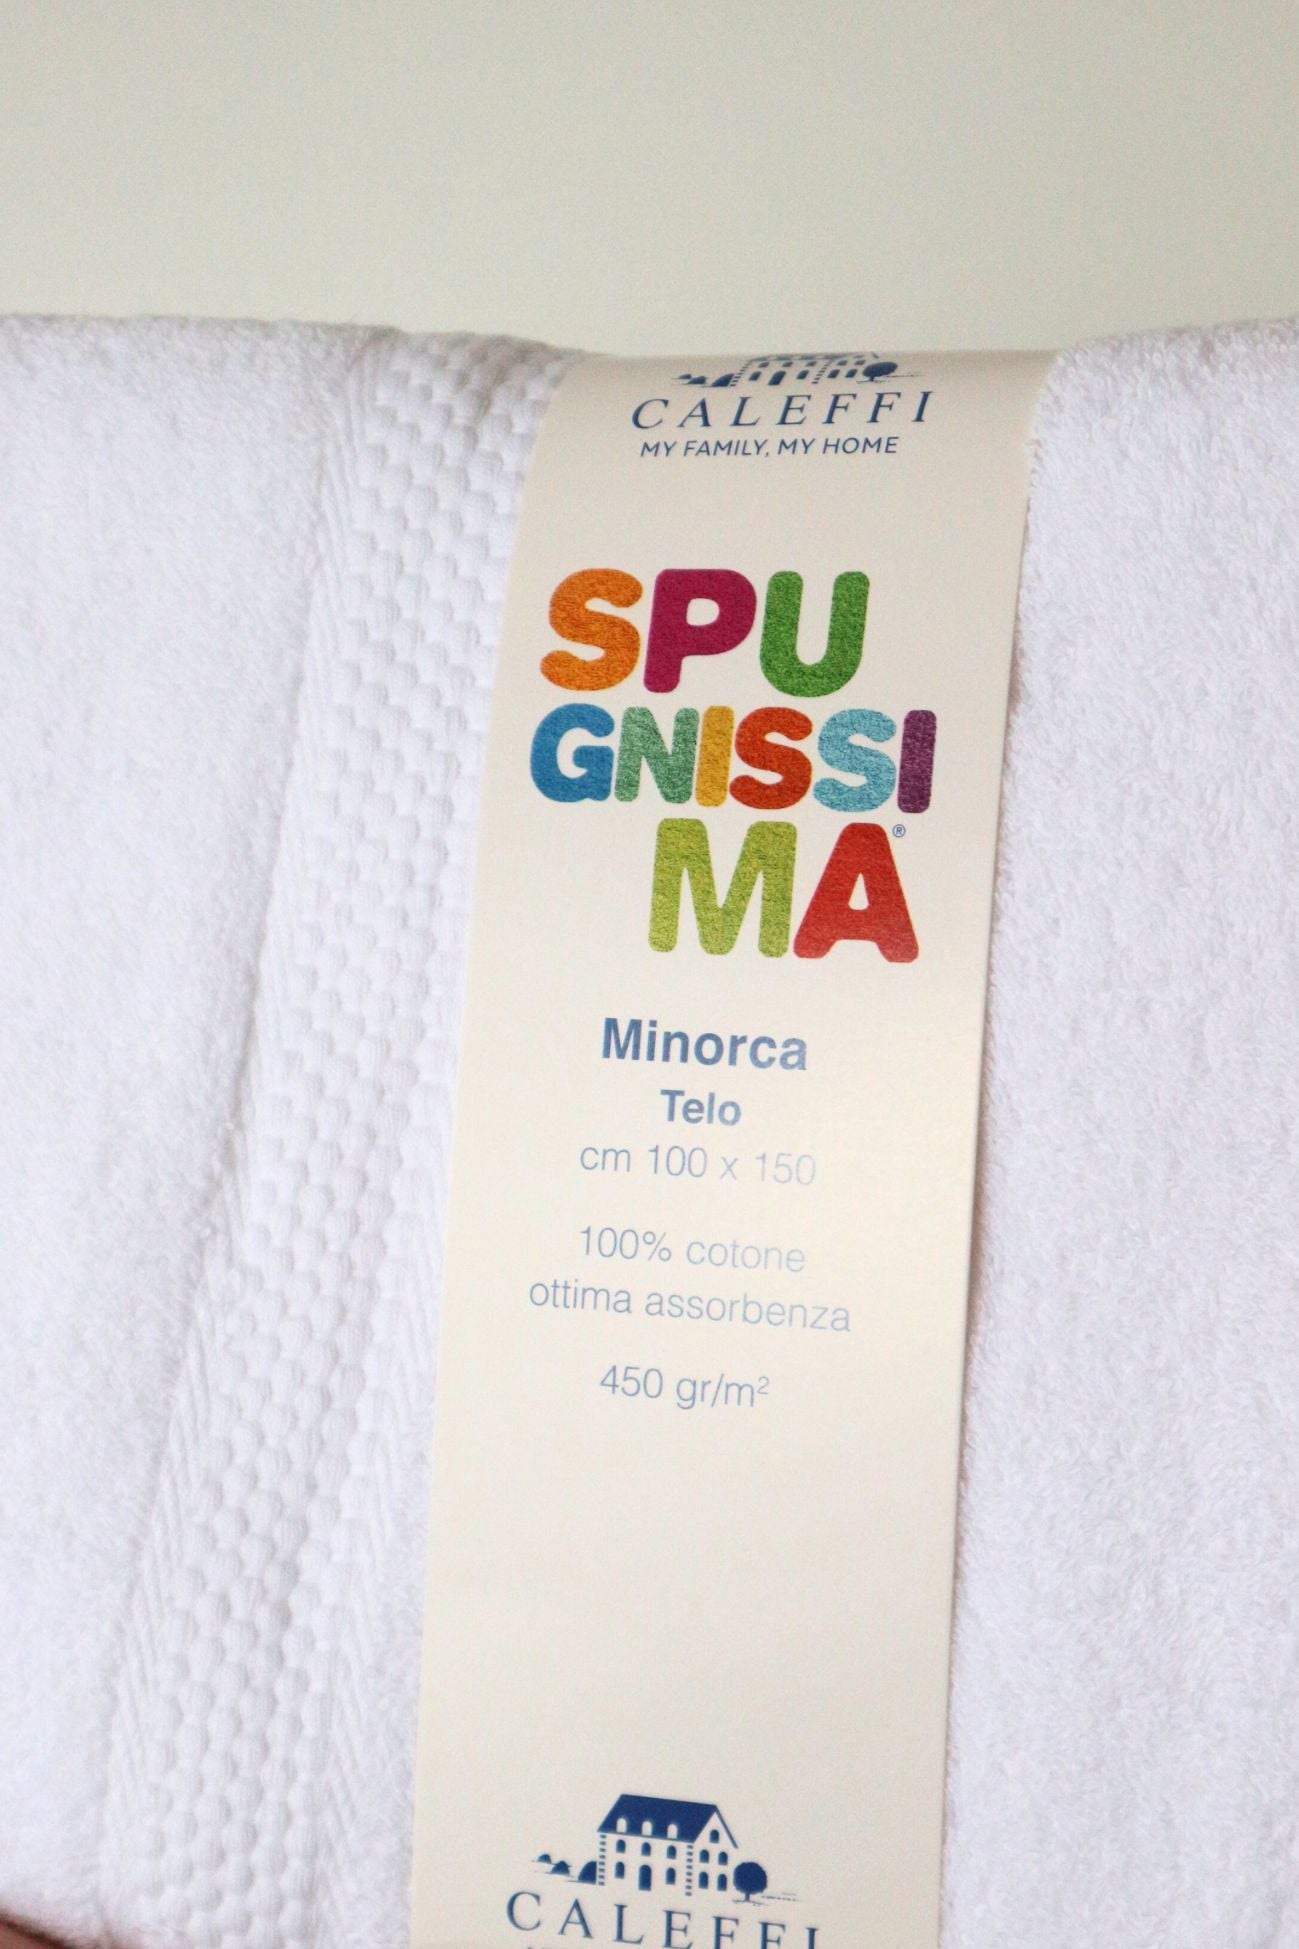 CALEFFI
MY FAMILY, MY HOME
SPU
GNISSI
MA®
Minorca
Telo
cm 100 x 150
100% cotone
ottima assorbenza
450 gr/m²
CALEFFI